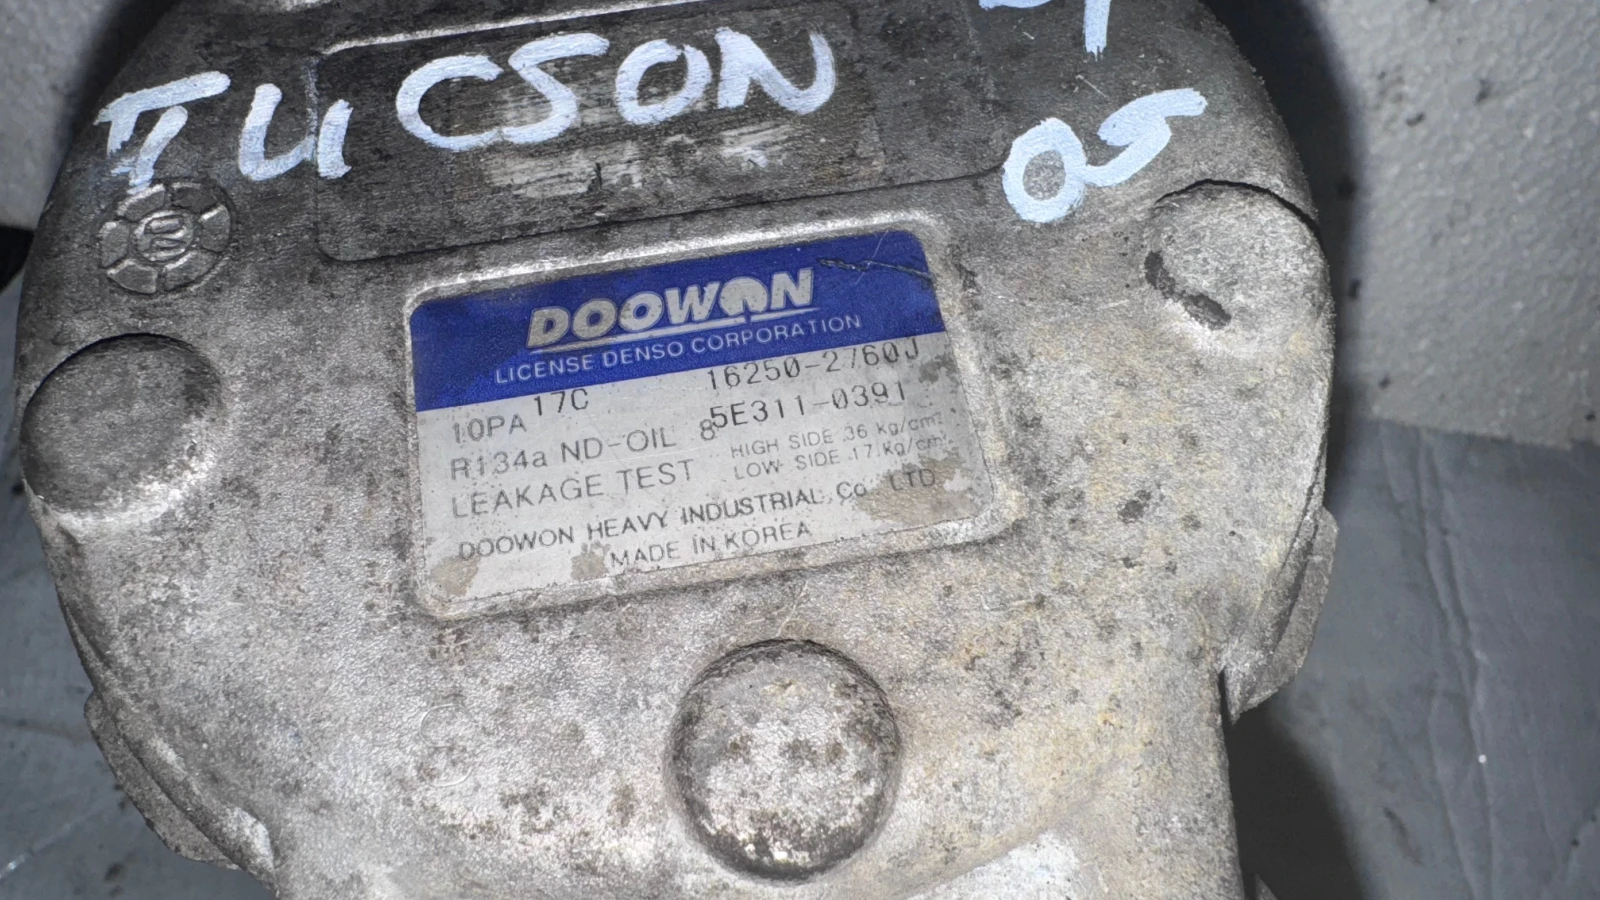 TUCSON
05
DOOWON
LICENSE DENSO CORPORATION
10PA 17C 16250-2760J
R134a ND-OIL 8 5E311-0391
LEAKAGE TEST HIGH SIDE 36 Kg/cm²
LOW SIDE 17 Kg/cm²
DOOWON HEAVY INDUSTRIAL Co. LTD
MADE IN KOREA